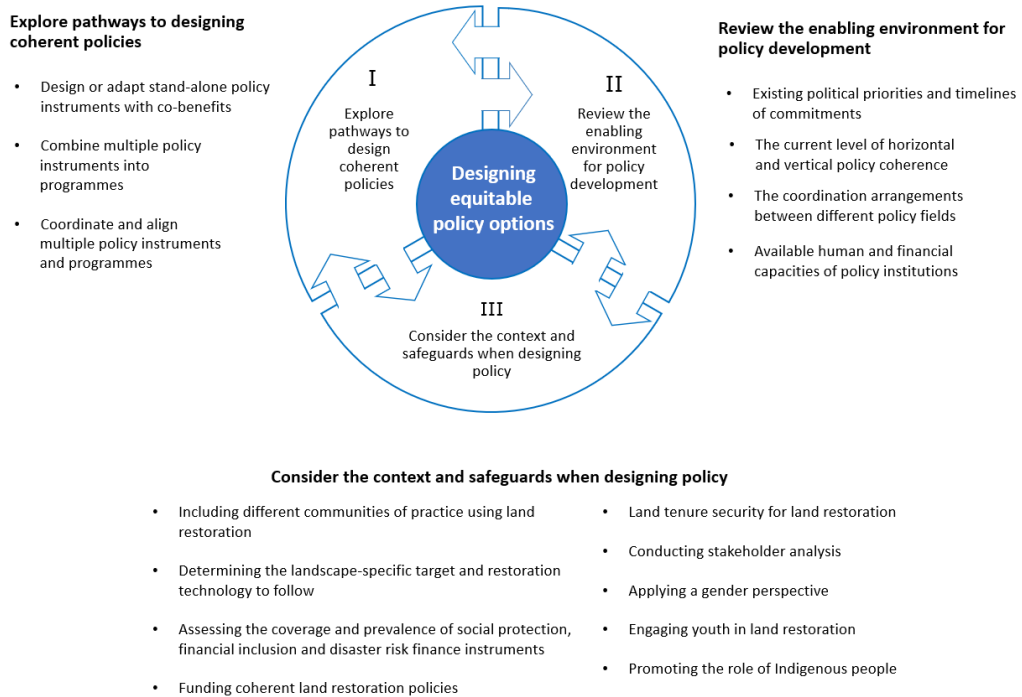 Explore pathways to designing
coherent policies
• Design or adapt stand-alone policy
instruments with co-benefits
• Combine multiple policy
instruments into
programmes
• Coordinate and align
multiple policy instruments
and programmes
I
Explore
pathways to
design
coherent
policies
II
Review the
enabling
environment
for policy
development
Designing
equitable
policy options
III
Consider the context and
safeguards when designing
policy
Review the enabling environment for
policy development
• Existing political priorities and timelines
of commitments
• The current level of horizontal
and vertical policy coherence
• The coordination arrangements
between different policy fields
• Available human and financial
capacities of policy institutions
Consider the context and safeguards when designing policy
• Including different communities of practice using land
restoration
• Determining the landscape-specific target and restoration
technology to follow
• Assessing the coverage and prevalence of social protection,
financial inclusion and disaster risk finance instruments
• Funding coherent land restoration policies
• Land tenure security for land restoration
• Conducting stakeholder analysis
• Applying a gender perspective
• Engaging youth in land restoration
• Promoting the role of Indigenous people